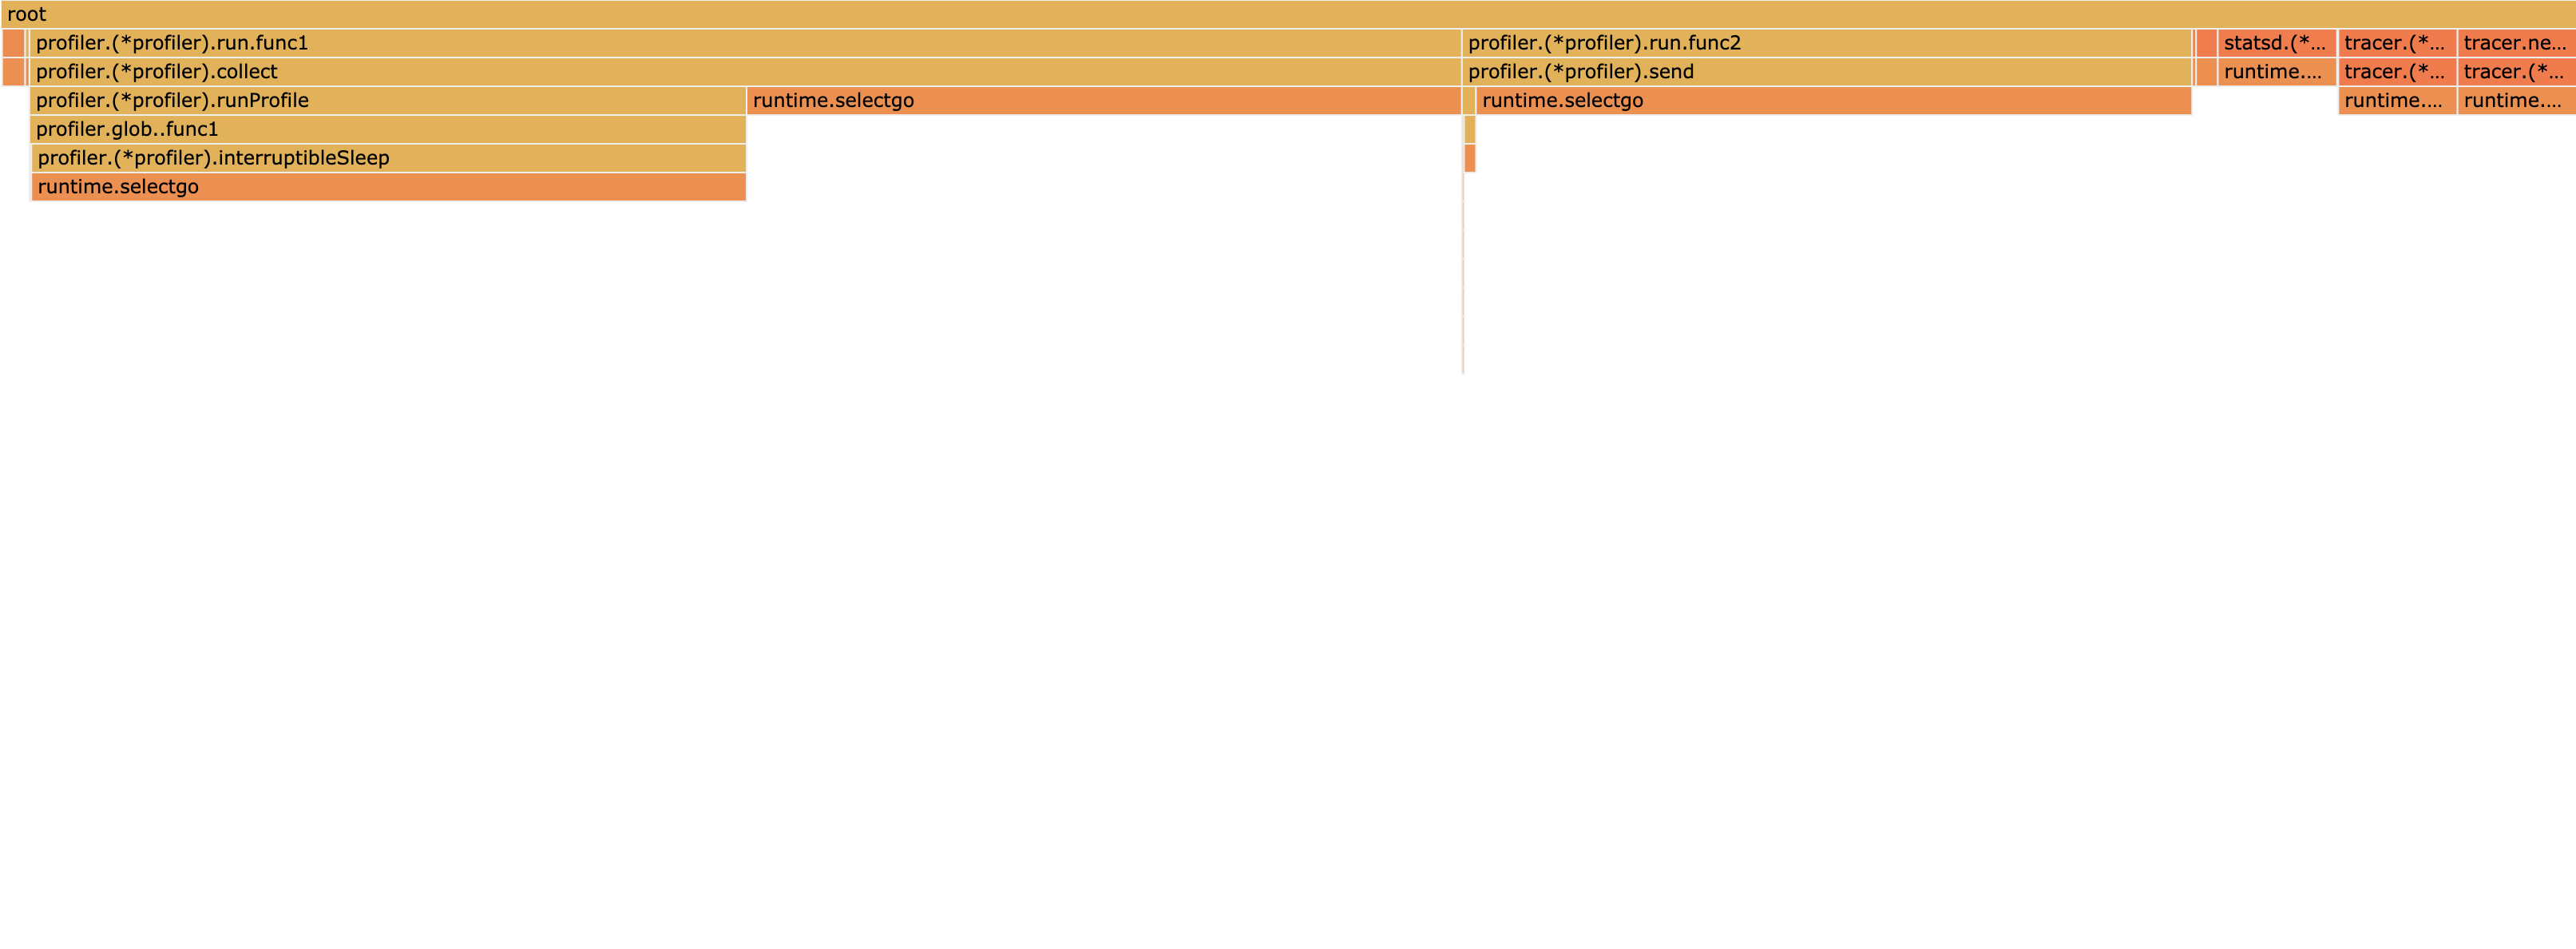 root
profiler.(*profiler).run.func1 profiler.(*profiler).run.func2 statsd.(*... tracer.(*... tracer.ne...
profiler.(*profiler).collect profiler.(*profiler).send runtime.... tracer.(*... tracer.(*...
profiler.(*profiler).runProfile runtime.selectgo runtime.selectgo runtime.... runtime....
profiler.glob..func1
profiler.(*profiler).interruptibleSleep
runtime.selectgo